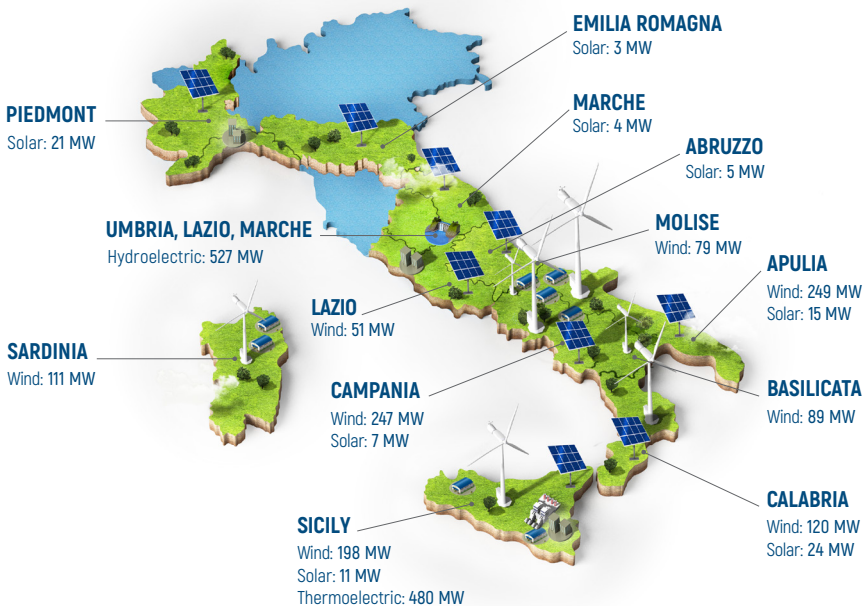 EMILIA ROMAGNA
Solar: 3 MW
PIEDMONT
Solar: 21 MW
MARCHE
Solar: 4 MW
ABRUZZO
Solar: 5 MW
UMBRIA, LAZIO, MARCHE
Hydroelectric: 527 MW
MOLISE
Wind: 79 MW
APULIA
Wind: 249 MW
Solar: 15 MW
LAZIO
Wind: 51 MW
SARDINIA
Wind: 111 MW
CAMPANIA
Wind: 247 MW
Solar: 7 MW
BASILICATA
Wind: 89 MW
CALABRIA
Wind: 120 MW
Solar: 24 MW
SICILY
Wind: 198 MW
Solar: 11 MW
Thermoelectric: 480 MW